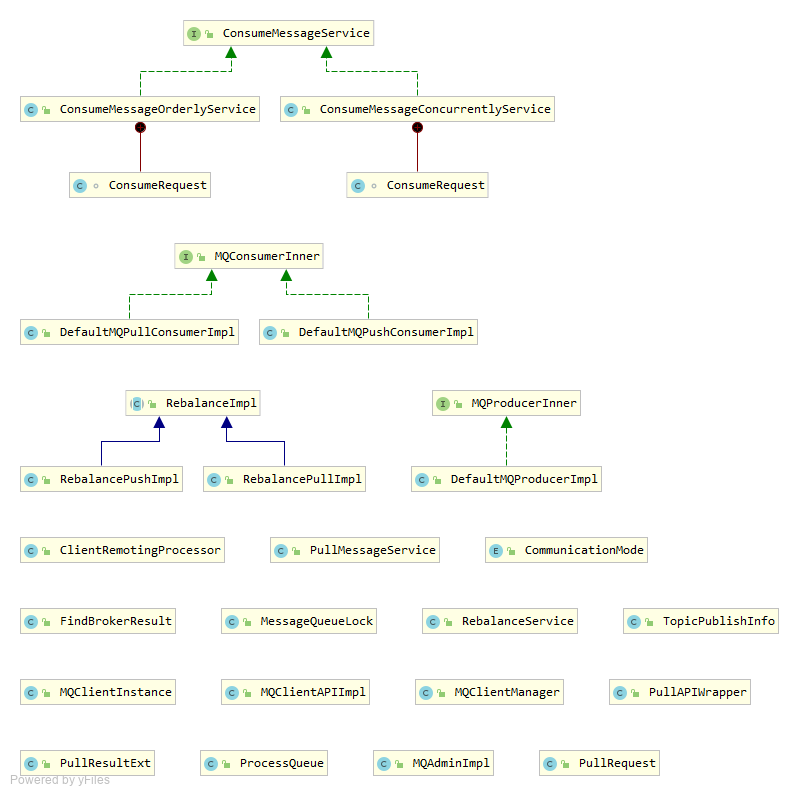 I ConsumeMessageService
C ConsumeMessageOrderlyService C ConsumeMessageConcurrentlyService
C ConsumeRequest C ConsumeRequest
I MQConsumerInner
C DefaultMQPullConsumerImpl C DefaultMQPushConsumerImpl
C RebalanceImpl I MQProducerInner
C RebalancePushImpl C RebalancePullImpl C DefaultMQProducerImpl
C ClientRemotingProcessor C PullMessageService E CommunicationMode
C FindBrokerResult C MessageQueueLock C RebalanceService C TopicPublishInfo
C MQClientInstance C MQClientAPIImpl C MQClientManager C PullAPIWrapper
C PullResultExt C ProcessQueue C MQAdminImpl C PullRequest
Powered by yFiles